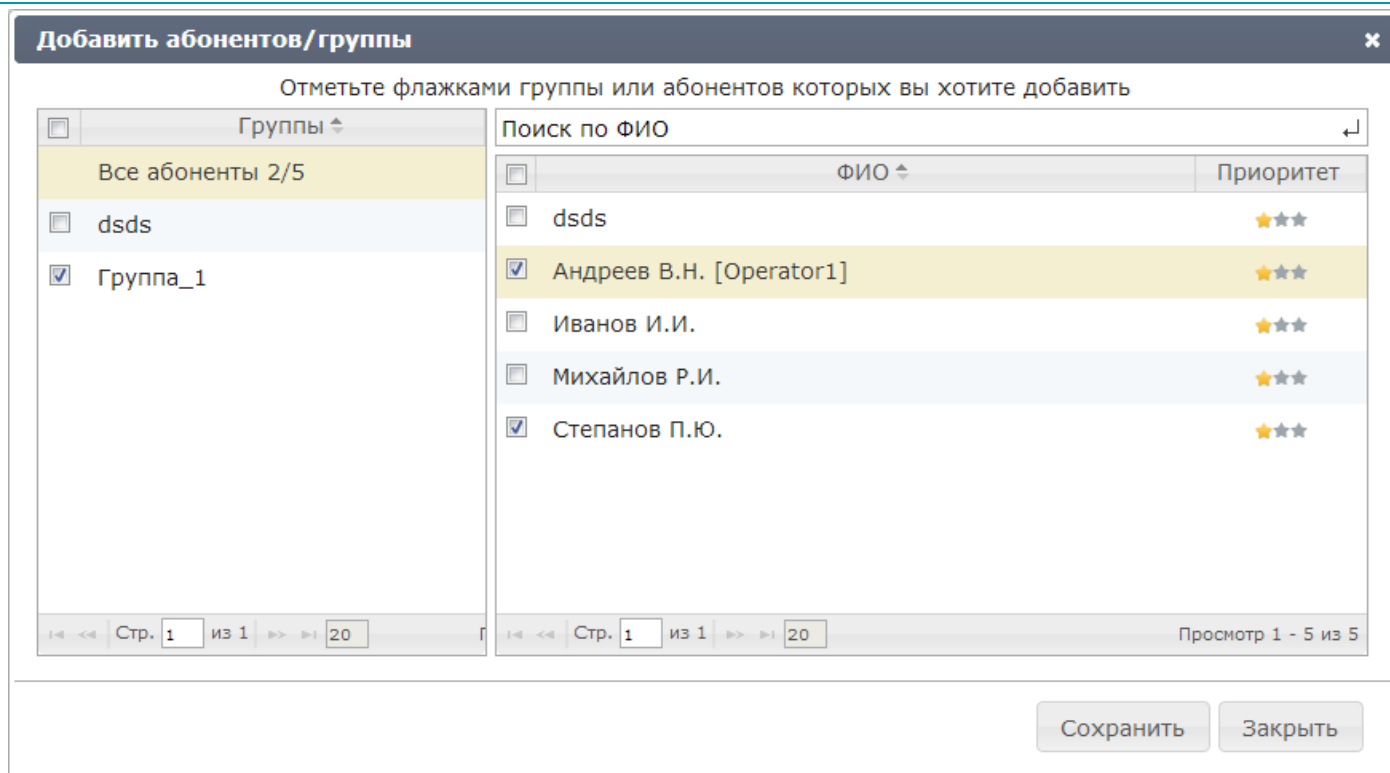 Добавить абонентов/группы
Отметьте флажками группы или абонентов которых вы хотите добавить
Группы
Все абоненты 2/5
dsds
Группа_1
Стр. 1 из 1 20
Поиск по ФИО
ФИО Приоритет
dsds
Андреев В.Н. [Operator1]
Иванов И.И.
Михайлов Р.И.
Степанов П.Ю.
Стр. 1 из 1 20 Просмотр 1 - 5 из 5
Сохранить Закрыть